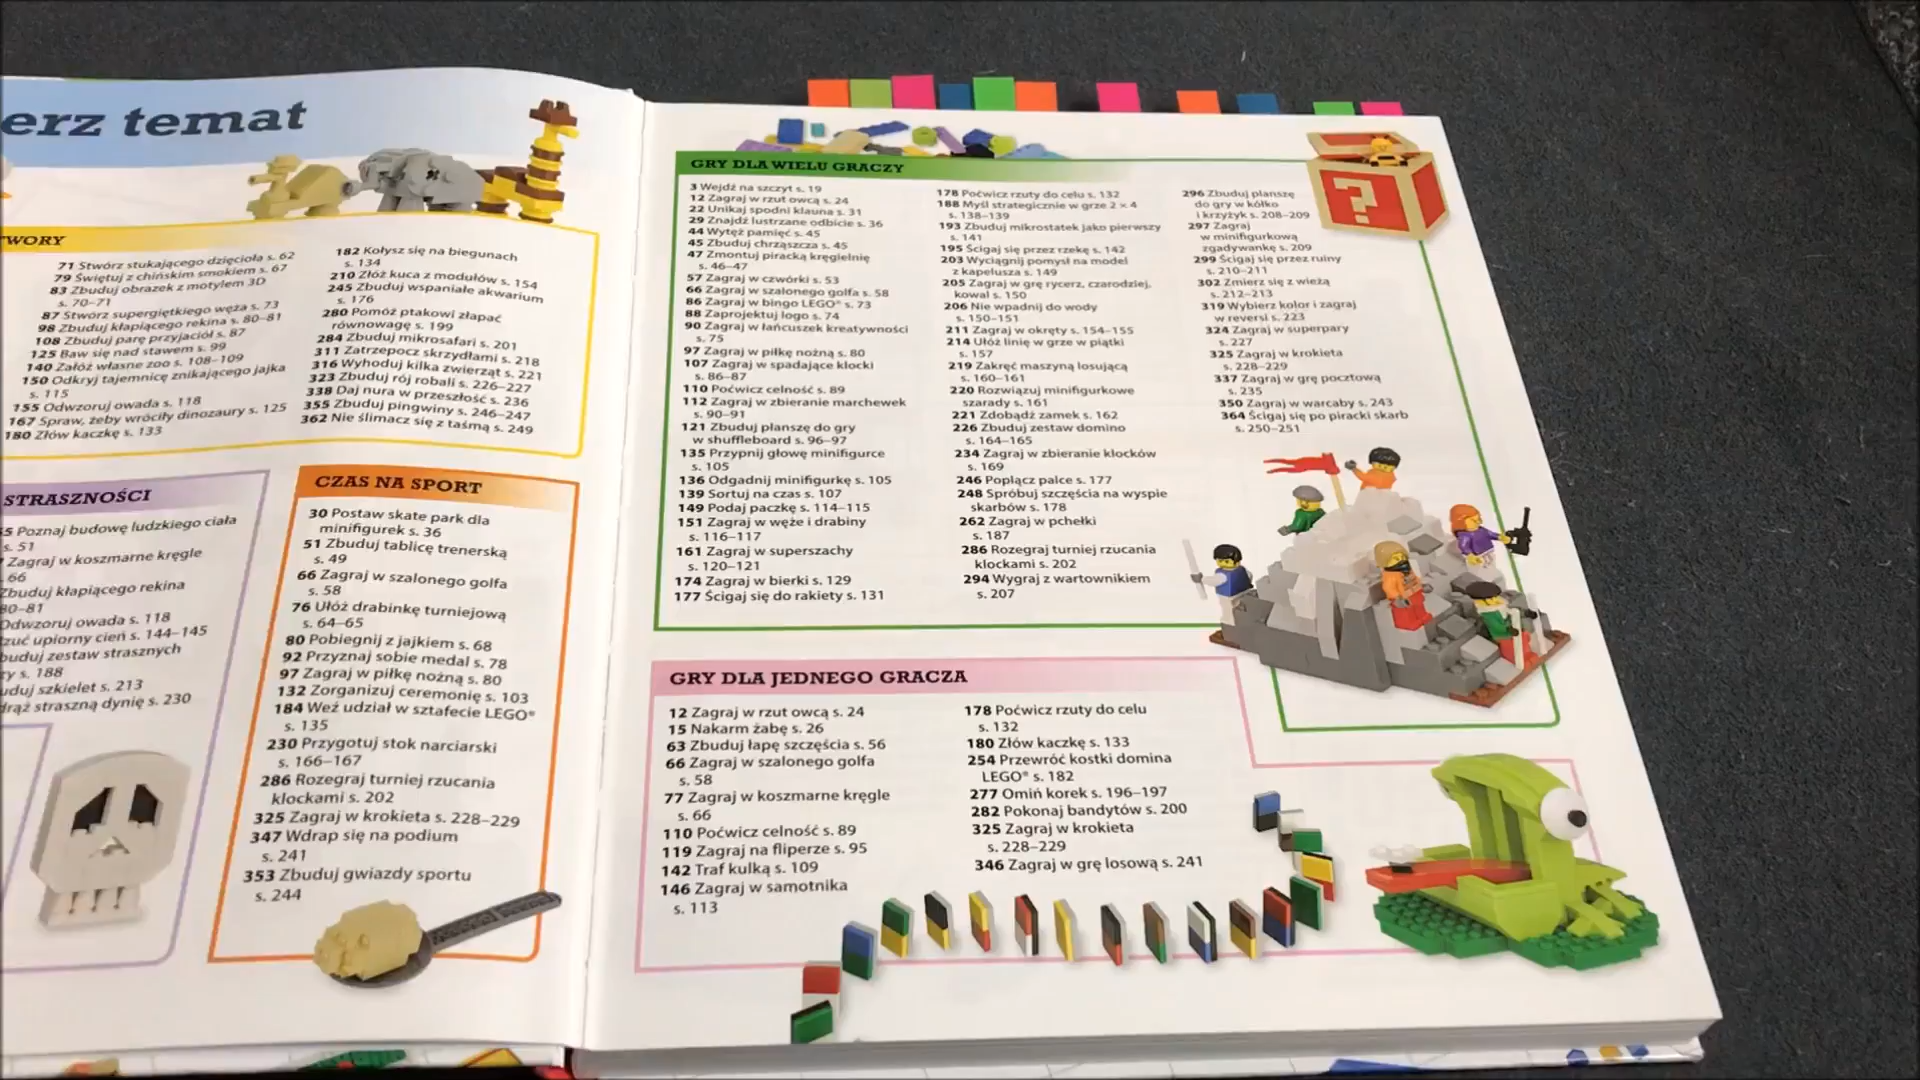 erz temat
TWORY
71 Stwórz stukającego dzięcioła s. 62
79 Świętuj z chińskim smokiem s. 67
83 Zbuduj obrazek z motylem 3D
s. 70–71
87 Stwórz supergiętkiego węża s. 73
98 Zbuduj kłapiącego rekina s. 80–81
108 Zbuduj parę przyjaciół s. 87
125 Baw się nad stawem s. 99
140 Załóż własne zoo s. 108–109
150 Odkryj tajemnicę znikającego jajka
s. 115
155 Odwzoruj owada s. 118
167 Spraw, żeby wróciły dinozaury s. 125
180 Złów kaczkę s. 133
182 Kołysz się na biegunach
s. 134
210 Złóż kuca z modułów s. 154
245 Zbuduj wspaniałe akwarium
s. 176
280 Pomóż ptakowi złapać
równowagę s. 199
284 Zbuduj mikrosafari s. 201
311 Zatrzepocz skrzydłami s. 218
316 Wyhoduj kilka zwierząt s. 221
323 Zbuduj rój robali s. 226–227
338 Daj nura w przeszłość s. 236
355 Zbuduj pingwiny s. 246–247
362 Nie ślimacz się z taśmą s. 249
STRASZNOŚCI
55 Poznaj budowę ludzkiego ciała
s. 51
Zagraj w koszmarne kręgle
66
Zbuduj kłapiącego rekina
80–81
Odwzoruj owada s. 118
zuć upiorny cień s. 144–145
buduj zestaw strasznych
zy s. 188
uduj szkielet s. 213
drąż straszną dynię s. 230
CZAS NA SPORT
30 Postaw skate park dla
minifigurek s. 36
51 Zbuduj tablicę trenerską
s. 49
66 Zagraj w szalonego golfa
s. 58
76 Ułóż drabinkę turniejową
s. 64–65
80 Pobiegnij z jajkiem s. 68
92 Przyznaj sobie medal s. 78
97 Zagraj w piłkę nożną s. 80
132 Zorganizuj ceremonię s. 103
184 Weź udział w sztafecie LEGO®
s. 135
230 Przygotuj stok narciarski
s. 166–167
286 Rozegraj turniej rzucania
klockami s. 202
325 Zagraj w krokieta s. 228–229
347 Wdrap się na podium
s. 241
353 Zbuduj gwiazdy sportu
s. 244
GRY DLA WIELU GRACZY
3 Wejdź na szczyt s. 19
12 Zagraj w rzut owcą s. 24
22 Unikaj spodni klauna s. 31
29 Znajdź lustrzane odbicie s. 36
44 Wytęż pamięć s. 45
45 Zbuduj chrząszcza s. 45
47 Zmontuj piracką kręgielnię
s. 46–47
57 Zagraj w czwórki s. 53
66 Zagraj w szalonego golfa s. 58
86 Zagraj w bingo LEGO® s. 73
88 Zaprojektuj logo s. 74
90 Zagraj w łańcuszek kreatywności
s. 75
97 Zagraj w piłkę nożną s. 80
107 Zagraj w spadające klocki
s. 86–87
110 Poćwicz celność s. 89
112 Zagraj w zbieranie marchewek
s. 90–91
121 Zbuduj planszę do gry
w shuffleboard s. 96–97
135 Przypnij głowę minifigurce
s. 105
136 Odgadnij minifigurkę s. 105
139 Sortuj na czas s. 107
149 Podaj paczkę s. 114–115
151 Zagraj w węże i drabiny
s. 116–117
161 Zagraj w superszachy
s. 120–121
174 Zagraj w bierki s. 129
177 Ścigaj się do rakiety s. 131
178 Poćwicz rzuty do celu s. 132
188 Myśl strategicznie w grze 2 × 4
s. 138–139
193 Zbuduj mikrostatek jako pierwszy
s. 141
195 Ścigaj się przez rzekę s. 142
203 Wyciągnij pomysł na model
z kapelusza s. 149
205 Zagraj w grę rycerz, czarodziej,
kowal s. 150
206 Nie wpadnij do wody
s. 150–151
211 Zagraj w okręty s. 154–155
214 Ułóż linię w grze w piątki
s. 157
219 Zakręć maszyną losującą
s. 160–161
220 Rozwiązuj minifigurkowe
szarady s. 161
221 Zdobądź zamek s. 162
226 Zbuduj zestaw domino
s. 164–165
234 Zagraj w zbieranie klocków
s. 169
246 Poplącz palce s. 177
248 Spróbuj szczęścia na wyspie
skarbów s. 178
262 Zagraj w pchełki
s. 187
286 Rozegraj turniej rzucania
klockami s. 202
294 Wygraj z wartownikiem
s. 207
296 Zbuduj planszę
do gry w kółko
i krzyżyk s. 208–209
297 Zagraj
w minifigurkową
zgadywankę s. 209
299 Ścigaj się przez ruiny
s. 210–211
302 Zmierz się z wieżą
s. 212–213
319 Wybierz kolor i zagraj
w reversi s. 223
324 Zagraj w superpary
s. 227
325 Zagraj w krokieta
s. 228–229
337 Zagraj w grę pocztową
s. 235
350 Zagraj w warcaby s. 243
364 Ścigaj się po piracki skarb
s. 250–251
?
GRY DLA JEDNEGO GRACZA
12 Zagraj w rzut owcą s. 24
15 Nakarm żabę s. 26
63 Zbuduj łapę szczęścia s. 56
66 Zagraj w szalonego golfa
s. 58
77 Zagraj w koszmarne kręgle
s. 66
110 Poćwicz celność s. 89
119 Zagraj na fliperze s. 95
142 Traf kulką s. 109
146 Zagraj w samotnika
s. 113
178 Poćwicz rzuty do celu
s. 132
180 Złów kaczkę s. 133
254 Przewróć kostki domina
LEGO® s. 182
277 Omiń korek s. 196–197
282 Pokonaj bandytów s. 200
325 Zagraj w krokieta
s. 228–229
346 Zagraj w grę losową s. 241